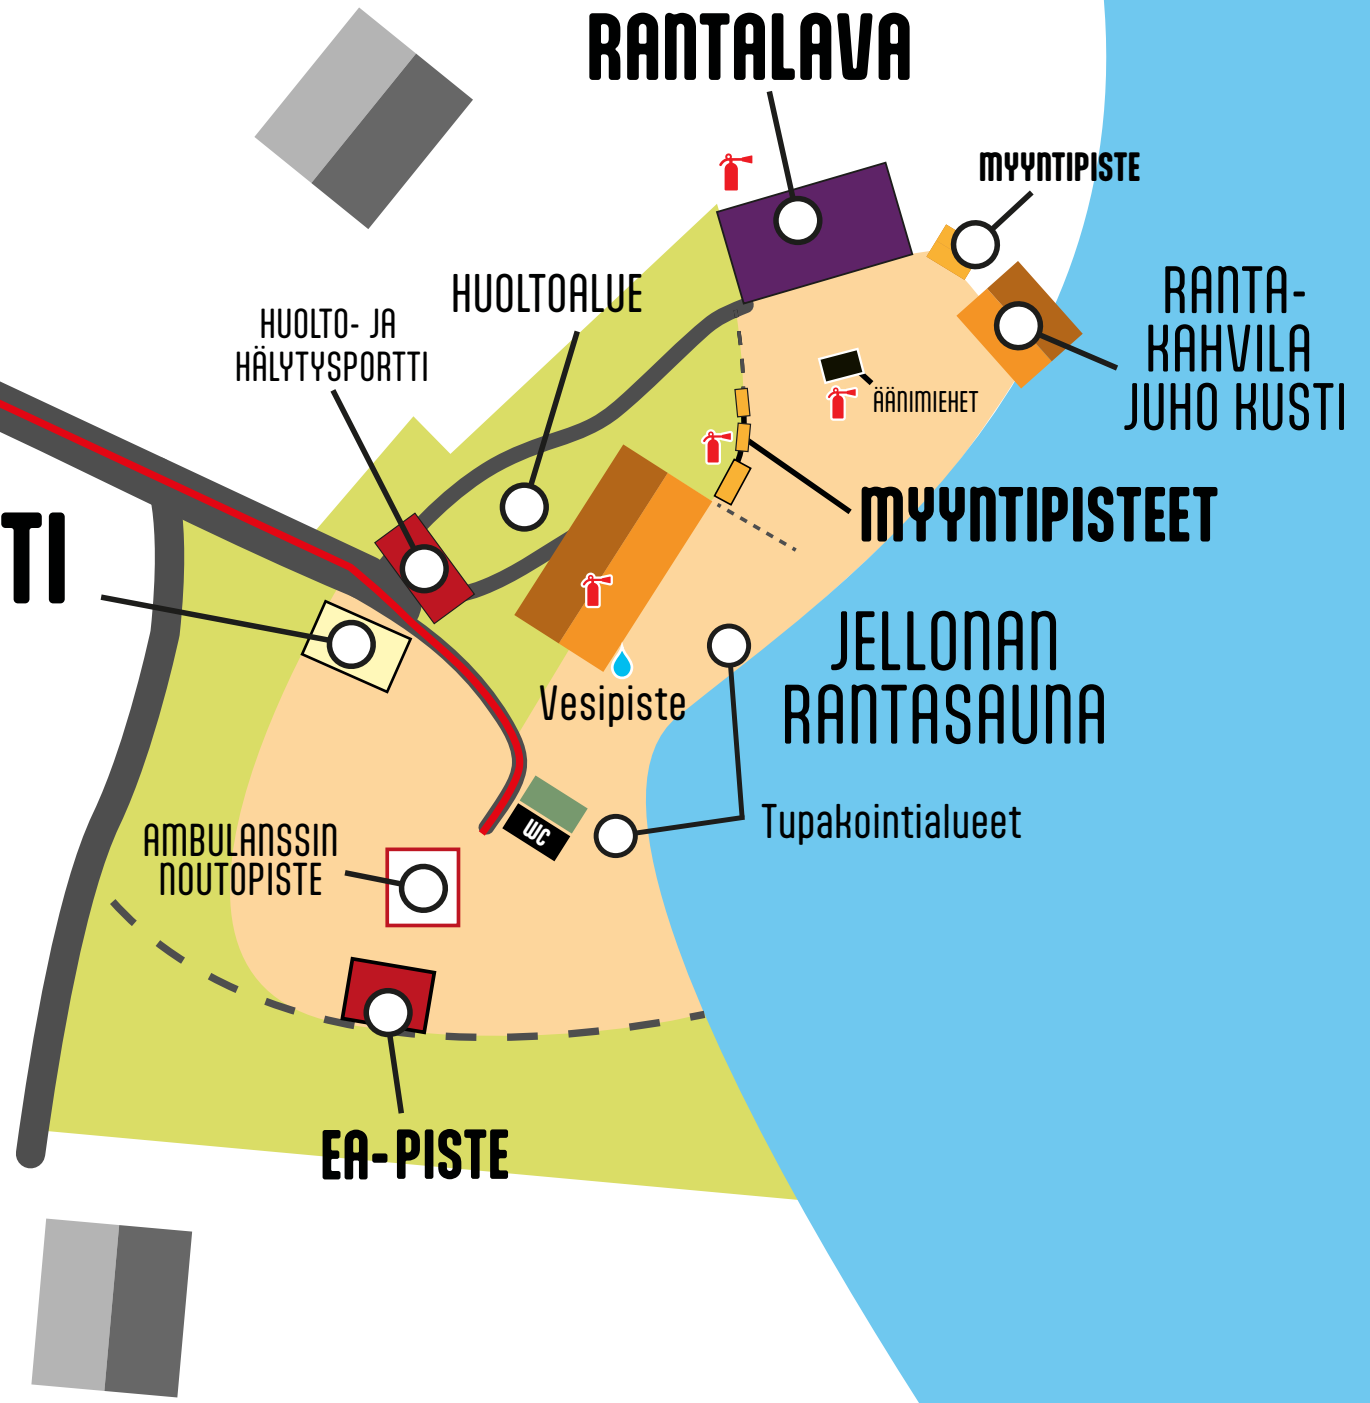 RANTALAVA
MYYNTIPISTE
HUOLTOALUE
HUOLTO- JA
HÄLYTYSPORTTI
RANTA-
KAHVILA
JUHO KUSTI
ÄÄNIMIEHET
MYYNTIPISTEET
TI
JELLONAN
RANTASAUNA
Vesipiste
Tupakointialueet
WC
AMBULANSSIN
NOUTOPISTE
EA-PISTE